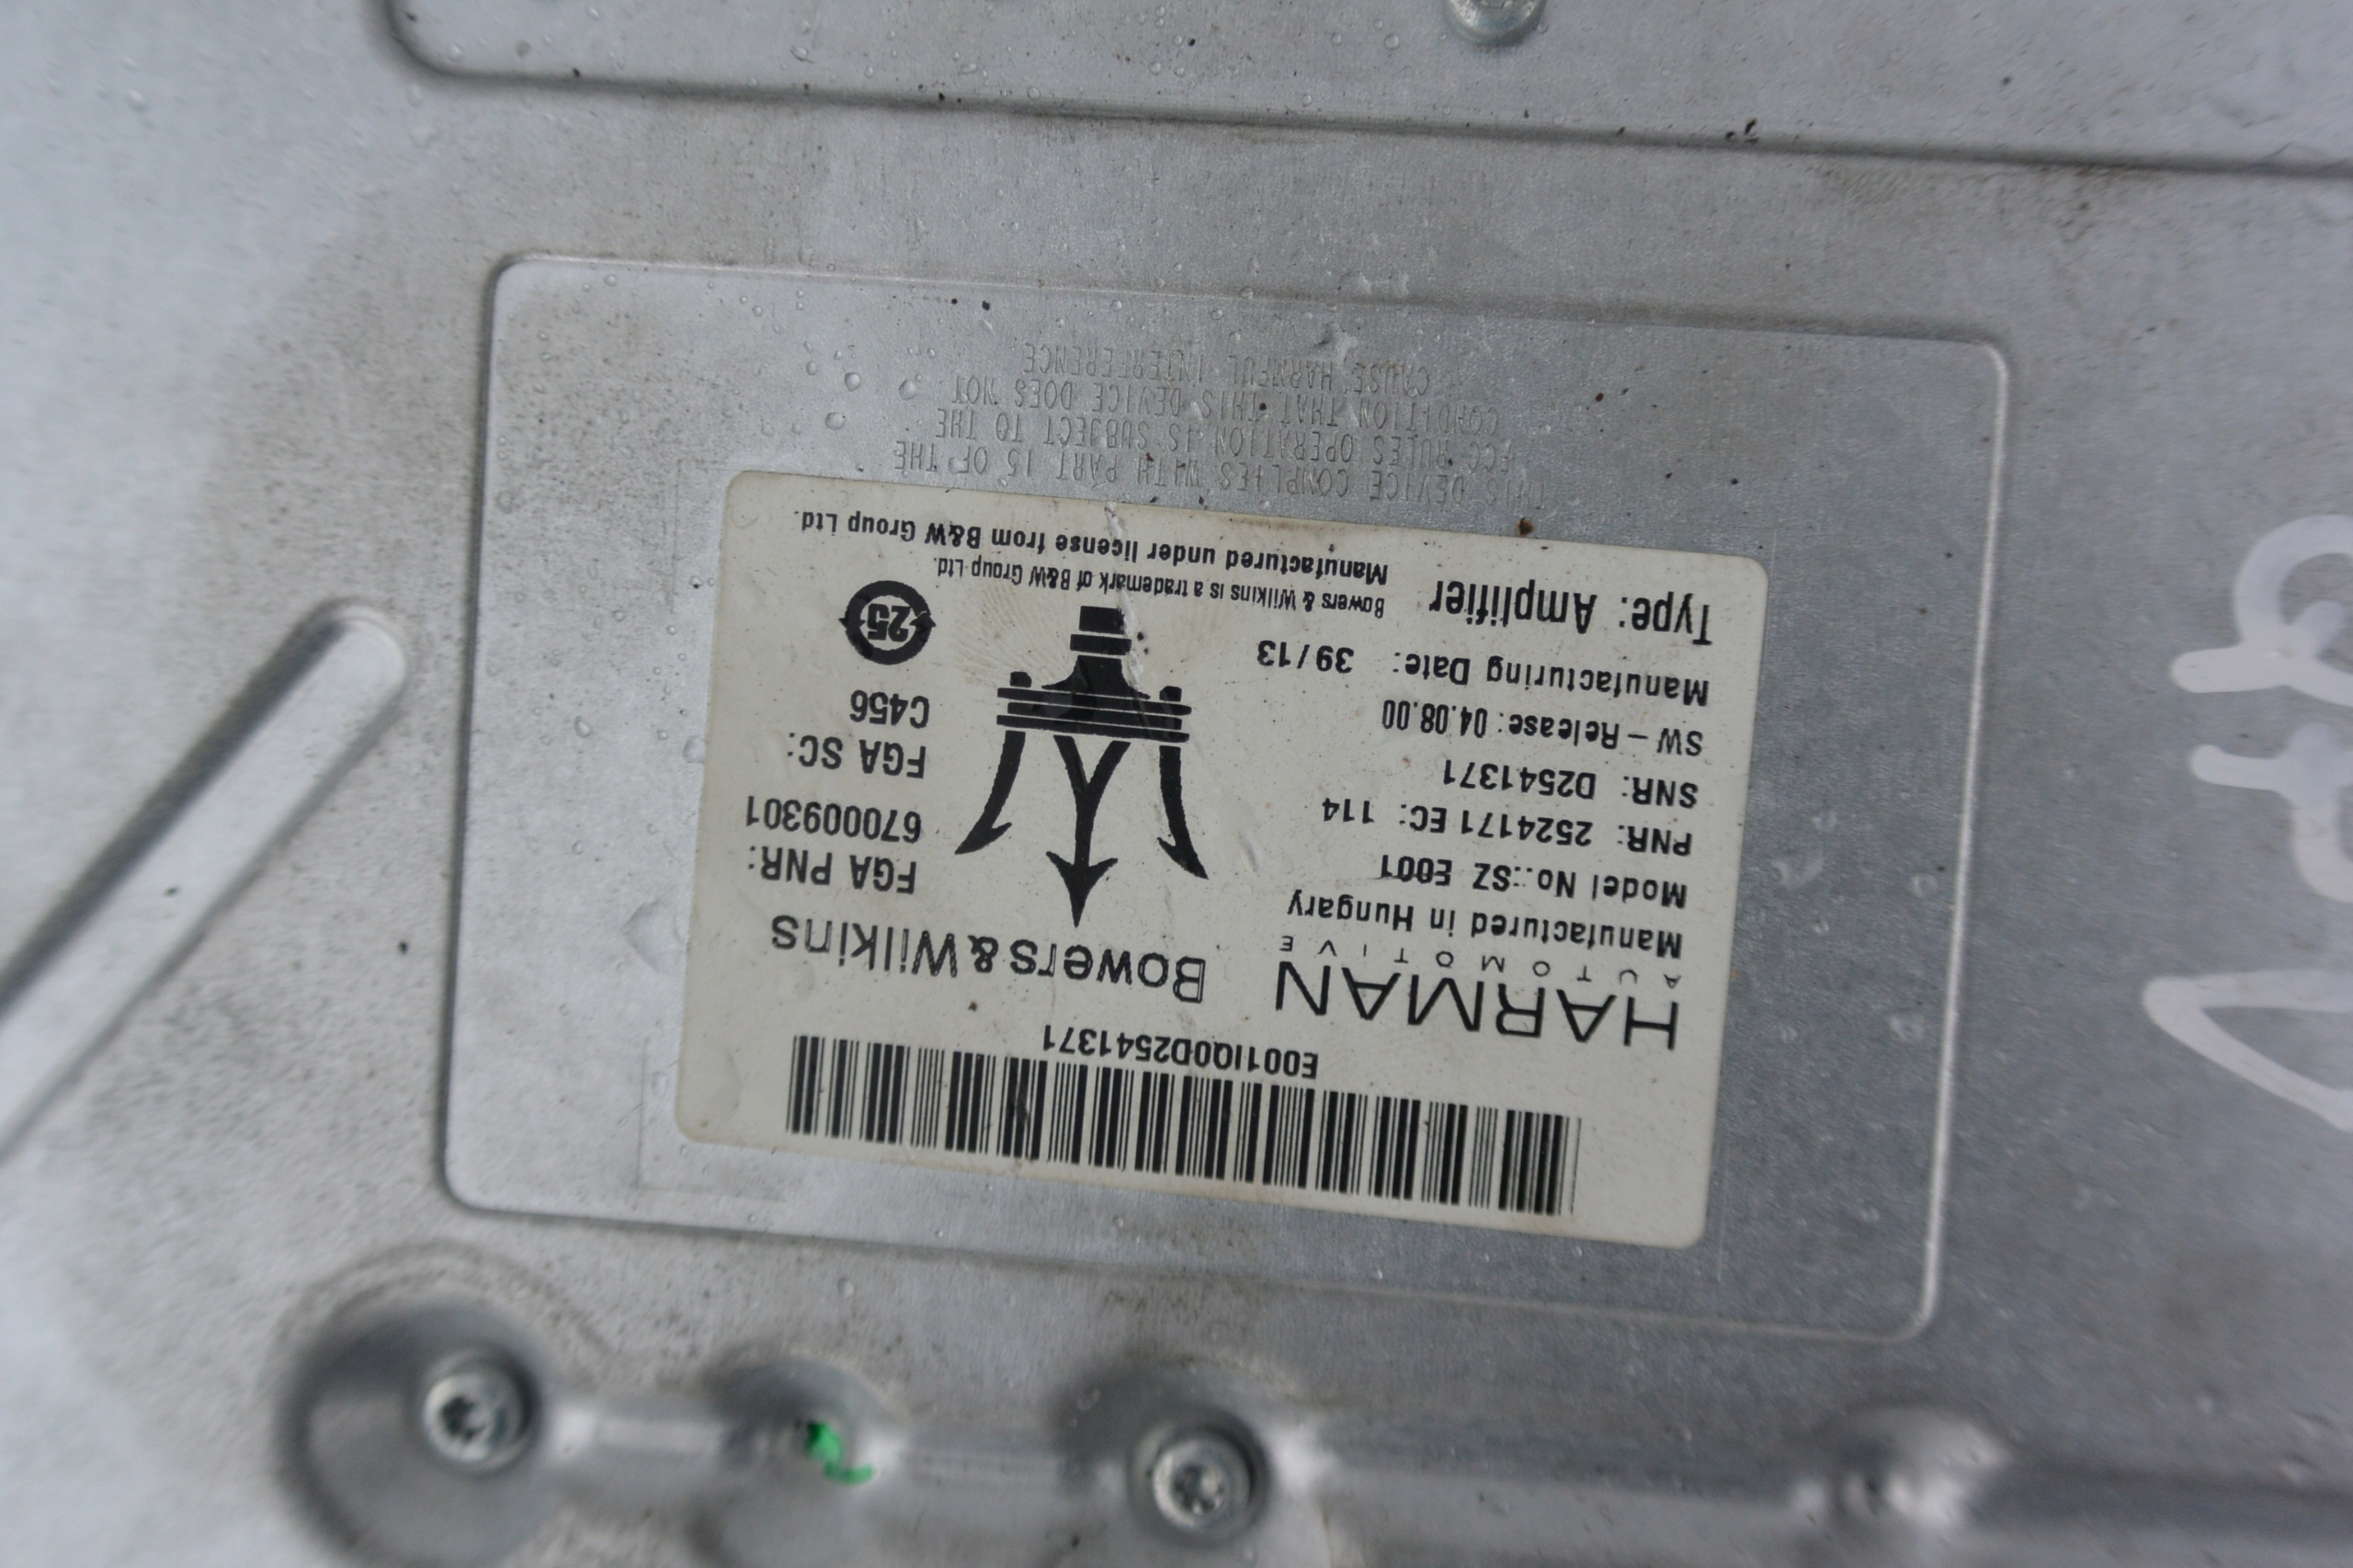 E001IQ0D2541371
HARMAN
AUTOMOTIVE
Manufactured in Hungary
Model No.:SZ E001
PNR: 2524171 EC: 114
SNR: D2541371
SW-Release: 04.08.00
Manufacturing Date: 39/13
Type: Amplifier
Bowers & Wilkins
FGA PNR:
670009301
FGA SC:
C456
25
Bowers & Wilkins is a trademark of B&W Group Ltd.
Manufactured under license from B&W Group Ltd.
THIS DEVICE COMPLIES WITH PART 15 OF THE
FCC RULES OPERATION IS SUBJECT TO THE
CONDITION THAT THIS DEVICE DOES NOT
CAUSE HARMFUL INTERFERENCE